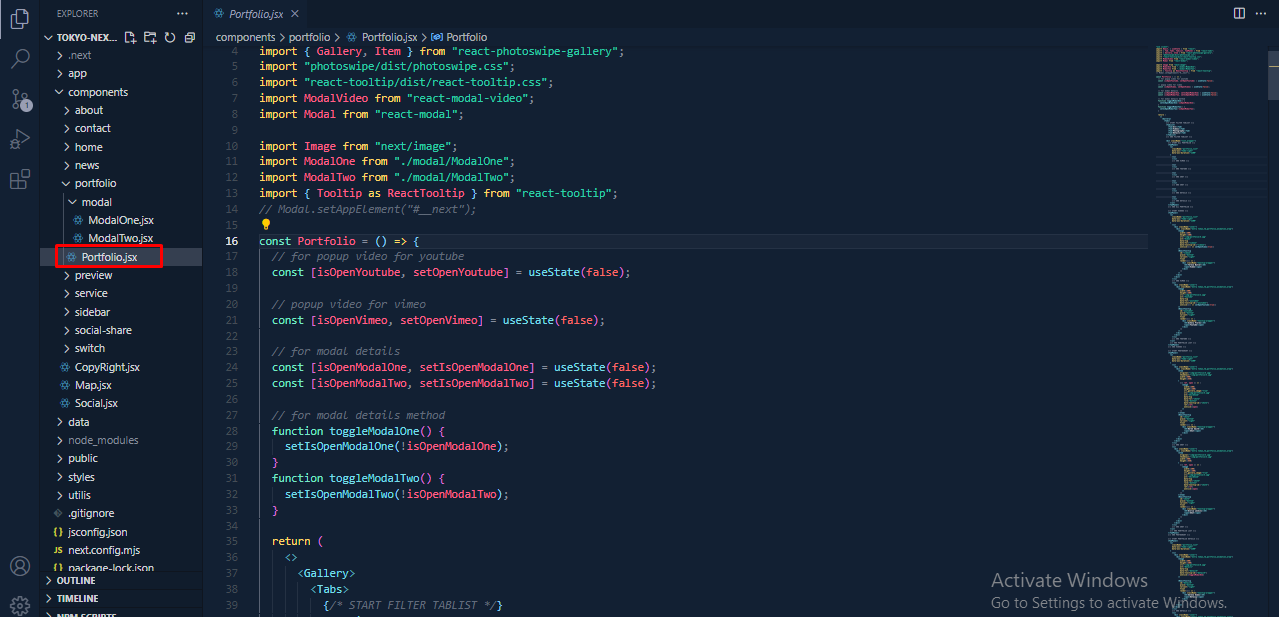 EXPLORER
TOKYO-NEX...
.next
app
components
about
contact
home
news
portfolio
modal
ModalOne.jsx
ModalTwo.jsx
Portfolio.jsx
preview
service
sidebar
social-share
switch
CopyRight.jsx
Map.jsx
Social.jsx
data
node_modules
public
styles
utilis
.gitignore
{} jsconfig.json
JS next.config.mjs
{} package-lock.json
OUTLINE
TIMELINE
NPM SCRIPTS
1
Portfolio.jsx
components > portfolio > Portfolio.jsx > Portfolio
4 import { Gallery, Item } from "react-photoswipe-gallery";
5 import "photoswipe/dist/photoswipe.css";
6 import "react-tooltip/dist/react-tooltip.css";
7 import ModalVideo from "react-modal-video";
8 import Modal from "react-modal";
9
10 import Image from "next/image";
11 import ModalOne from "./modal/ModalOne";
12 import ModalTwo from "./modal/ModalTwo";
13 import { Tooltip as ReactTooltip } from "react-tooltip";
14 // Modal.setAppElement("#__next");
15
16 const Portfolio = () => {
17 // for popup video for youtube
18 const [isOpenYoutube, setOpenYoutube] = useState(false);
19
20 // popup video for vimeo
21 const [isOpenVimeo, setOpenVimeo] = useState(false);
22
23 // for modal details
24 const [isOpenModalOne, setIsOpenModalOne] = useState(false);
25 const [isOpenModalTwo, setIsOpenModalTwo] = useState(false);
26
27 // for modal details method
28 function toggleModalOne() {
29 setIsOpenModalOne(!isOpenModalOne);
30 }
31 function toggleModalTwo() {
32 setIsOpenModalTwo(!isOpenModalTwo);
33 }
34
35 return (
36 <>
37 <Gallery>
38 <Tabs>
39 {/* START FILTER TABLIST */}
Activate Windows
Go to Settings to activate Windows.